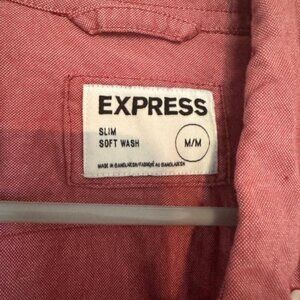 EXPRESS
SLIM
SOFT WASH
M/M
MADE IN BANGLADESH/FABRIQUÉ AU BANGLADESH